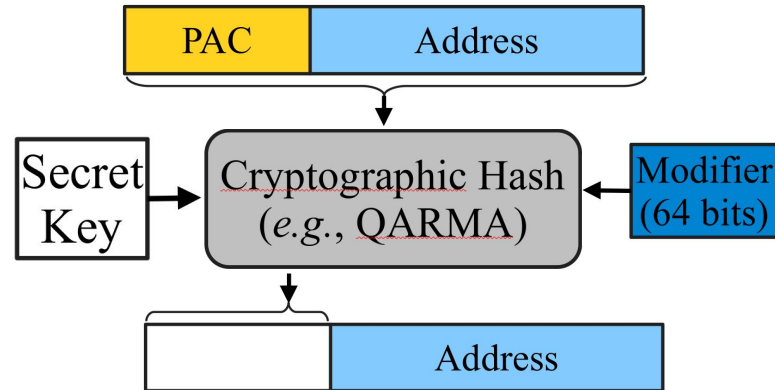 PAC Address
Secret
Key
Cryptographic Hash
(e.g., QARMA)
Modifier
(64 bits)
Address